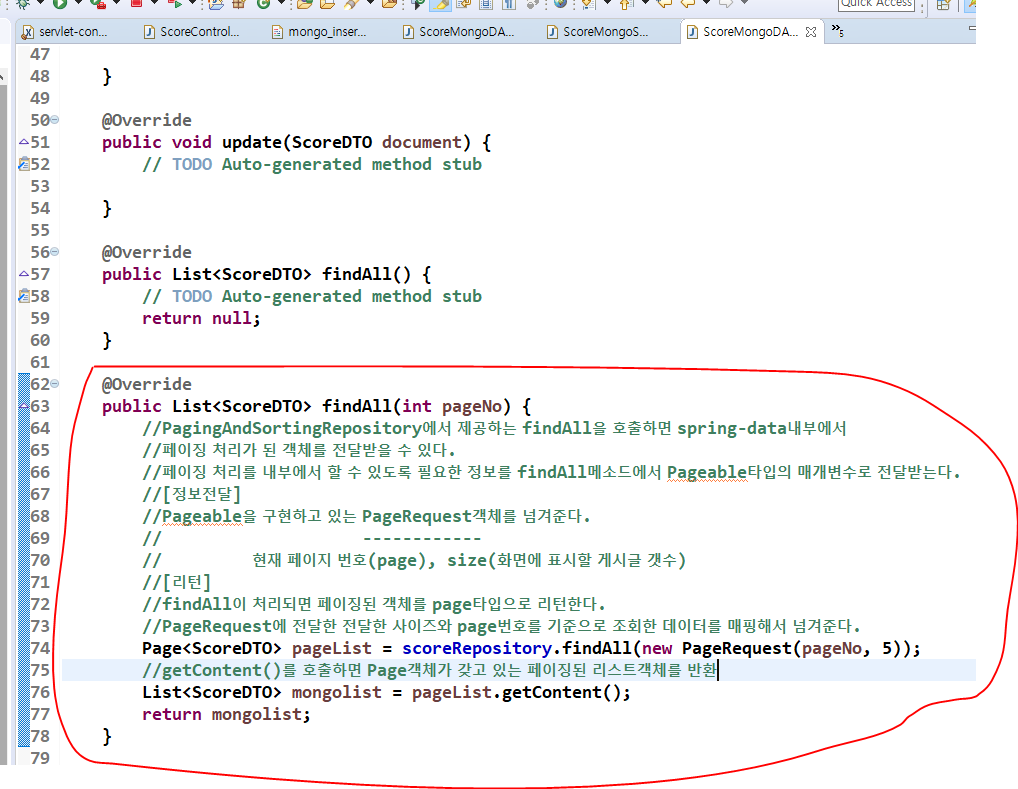 Quick Access
servlet-con...
ScoreControl...
mongo_inser...
ScoreMongoDA...
ScoreMongoS...
ScoreMongoDA...
»5
47
48 }
49
50 @Override
51 public void update(ScoreDTO document) {
52 // TODO Auto-generated method stub
53
54 }
55
56 @Override
57 public List<ScoreDTO> findAll() {
58 // TODO Auto-generated method stub
59 return null;
60 }
61
62 @Override
63 public List<ScoreDTO> findAll(int pageNo) {
64 //PagingAndSortingRepository에서 제공하는 findAll을 호출하면 spring-data내부에서
65 //페이징 처리가 된 객체를 전달받을 수 있다.
66 //페이징 처리를 내부에서 할 수 있도록 필요한 정보를 findAll메소드에서 Pageable타입의 매개변수로 전달받는다.
67 //[정보전달]
68 //Pageable을 구현하고 있는 PageRequest객체를 넘겨준다.
69 // ------------
70 // 현재 페이지 번호(page), size(화면에 표시할 게시글 갯수)
71 //[리턴]
72 //findAll이 처리되면 페이징된 객체를 page타입으로 리턴한다.
73 //PageRequest에 전달한 전달한 사이즈와 page번호를 기준으로 조회한 데이터를 매핑해서 넘겨준다.
74 Page<ScoreDTO> pageList = scoreRepository.findAll(new PageRequest(pageNo, 5));
75 //getContent()를 호출하면 Page객체가 갖고 있는 페이징된 리스트객체를 반환
76 List<ScoreDTO> mongolist = pageList.getContent();
77 return mongolist;
78 }
79